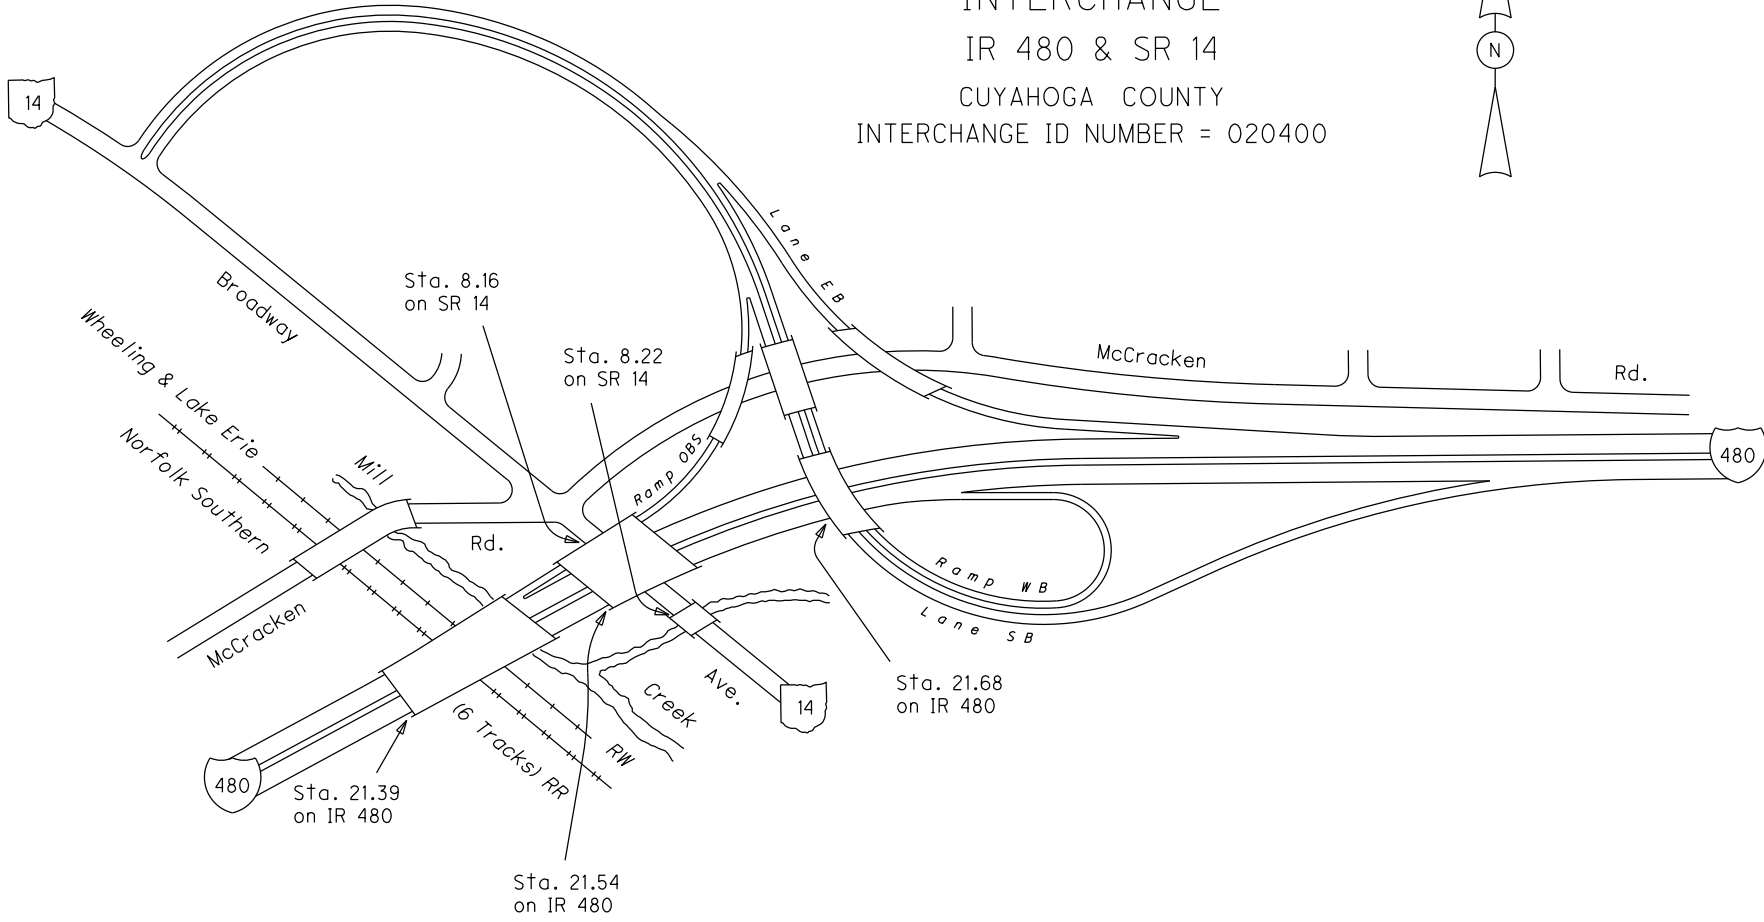 INTERCHANGE
IR 480 & SR 14
CUYAHOGA COUNTY
INTERCHANGE ID NUMBER = 020400
N
14
Broadway
Sta. 8.16
on SR 14
Sta. 8.22
on SR 14
Lane EB
McCracken
Rd.
480
Wheeling & Lake Erie
Norfolk Southern
Mill
Rd.
Ramp OBS
Ramp WB
Lane SB
McCracken
Ave.
Creek
14
Sta. 21.68
on IR 480
RW
(6 Tracks) RR
480
Sta. 21.39
on IR 480
Sta. 21.54
on IR 480